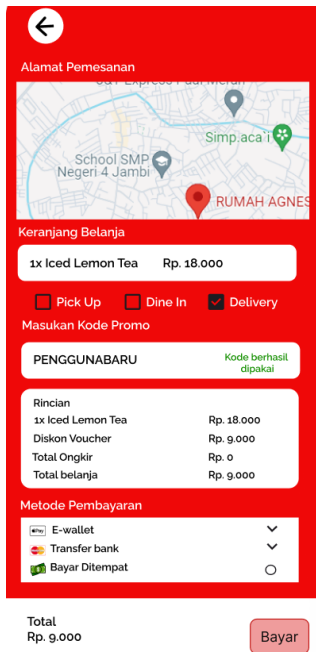 Alamat Pemesanan
Simp.aca'i
School SMP
Negeri 4 Jambi
RUMAH AGNES
Keranjang Belanja
1x Iced Lemon Tea Rp. 18.000
Pick Up Dine In Delivery
Masukan Kode Promo
PENGGUNABARU Kode berhasil
dipakai
Rincian
1x Iced Lemon Tea Rp. 18.000
Diskon Voucher Rp. 9.000
Total Ongkir Rp. 0
Total belanja Rp. 9.000
Metode Pembayaran
E-wallet
Transfer bank
Bayar Ditempat
Total
Rp. 9.000
Bayar